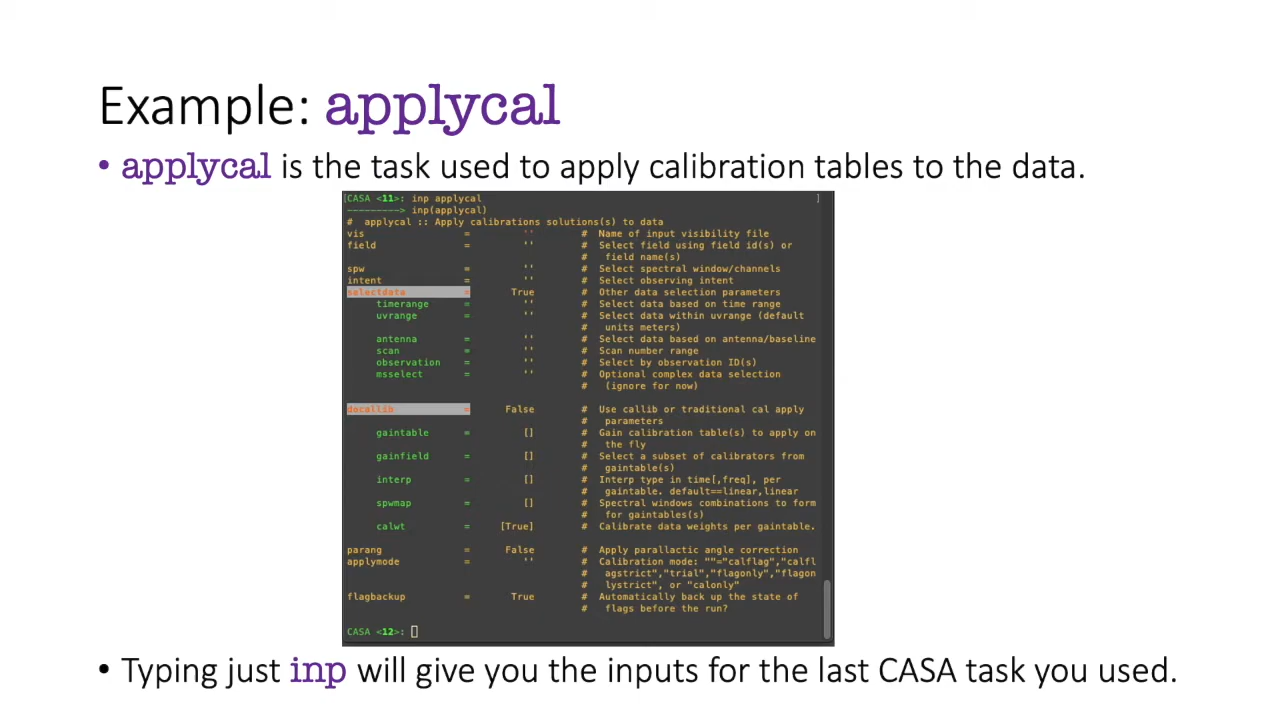 Example: applycal
• applycal is the task used to apply calibration tables to the data.
[CASA <11>: inp applycal ]
---------> inp(applycal)
# applycal :: Apply calibrations solutions(s) to data
vis = '' # Name of input visibility file
field = '' # Select field using field id(s) or
# field name(s)
spw = '' # Select spectral window/channels
intent = '' # Select observing intent
selectdata = True # Other data selection parameters
timerange = '' # Select data based on time range
uvrange = '' # Select data within uvrange (default
# units meters)
antenna = '' # Select data based on antenna/baseline
scan = '' # Scan number range
observation = '' # Select by observation ID(s)
msselect = '' # Optional complex data selection
# (ignore for now)
docallib = False # Use callib or traditional cal apply
# parameters
gaintable = [] # Gain calibration table(s) to apply on
# the fly
gainfield = [] # Select a subset of calibrators from
# gaintable(s)
interp = [] # Interp type in time[,freq], per
# gaintable. default==linear,linear
spwmap = [] # Spectral windows combinations to form
# for gaintables(s)
calwt = [True] # Calibrate data weights per gaintable.
parang = False # Apply parallactic angle correction
applymode = '' # Calibration mode: ""="calflag","calfl
# agstrict","trial","flagonly","flagon
# lystrict", or "calonly"
flagbackup = True # Automatically back up the state of
# flags before the run?
CASA <12>:
• Typing just inp will give you the inputs for the last CASA task you used.